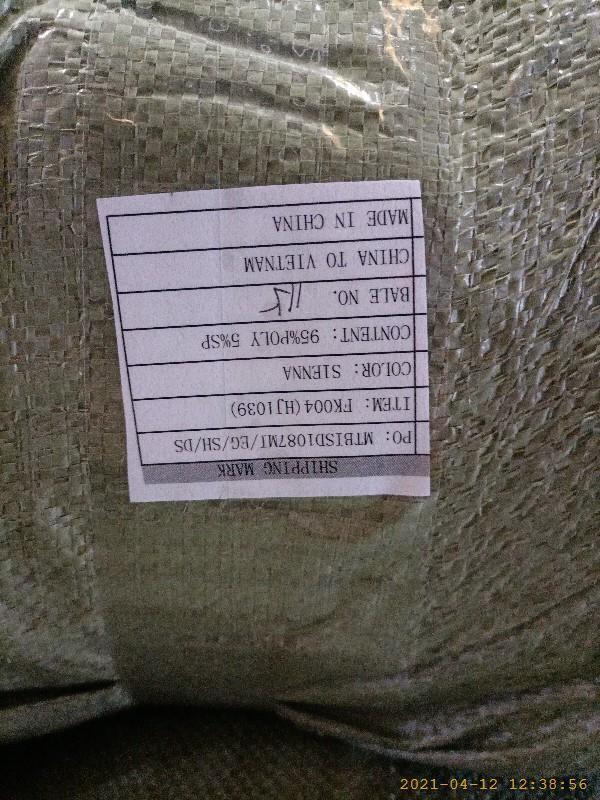 SHIPPING MARK
PO: MTBISD1087MI/EG/SH/DS
ITEM: FK004(HJ1039)
COLOR: SIENNA
CONTENT: 95%POLY 5%SP
BALE NO.
CHINA TO VIETNAM
MADE IN CHINA
2021-04-12 12:38:56